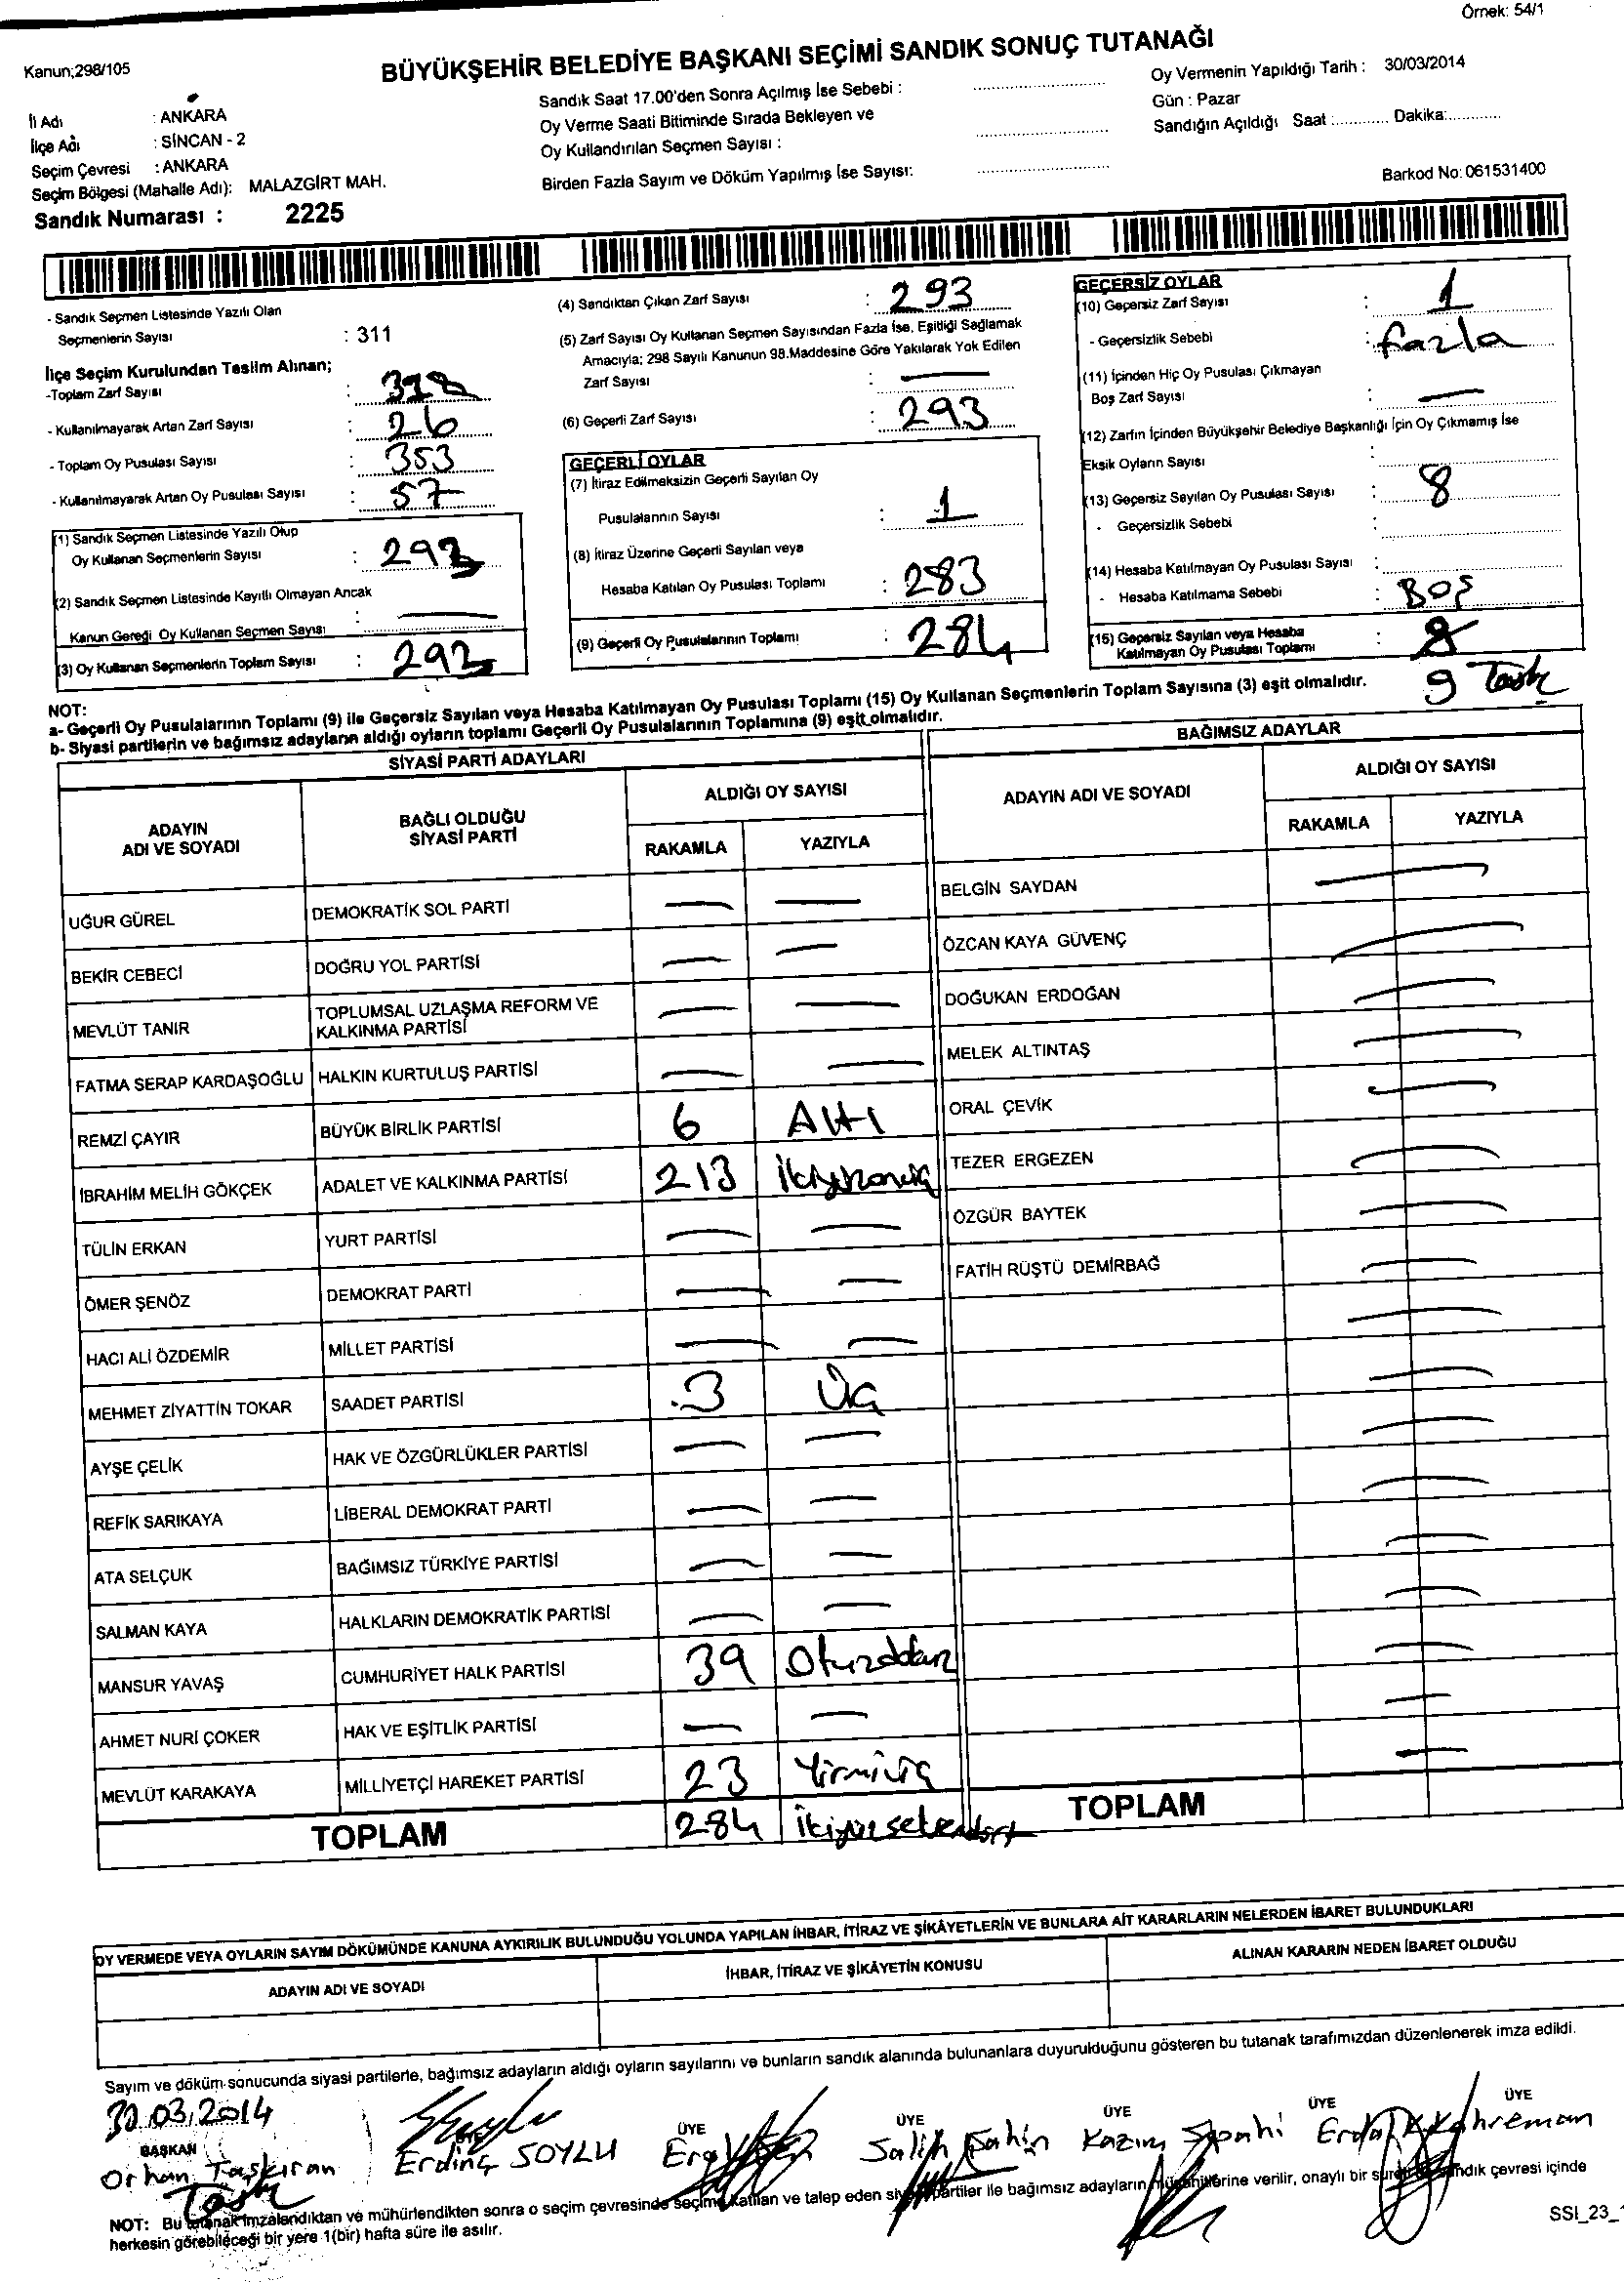 Örnek: 54/1
Kanun;298/105
BÜYÜKŞEHİR BELEDİYE BAŞKANI SEÇİMİ SANDIK SONUÇ TUTANAĞI
İl Adı : ANKARA
İlçe Adı : SİNCAN - 2
Seçim Çevresi : ANKARA
Seçim Bölgesi (Mahalle Adı): MALAZGİRT MAH.
Sandık Numarası : 2225
Sandık Saat 17.00'den Sonra Açılmış İse Sebebi :
Oy Verme Saati Bitiminde Sırada Bekleyen ve
Oy Kullandırılan Seçmen Sayısı :
Birden Fazla Sayım ve Döküm Yapılmış İse Sayısı:
Oy Vermenin Yapıldığı Tarih : 30/03/2014
Gün : Pazar
Sandığın Açıldığı Saat :............ Dakika:............
Barkod No: 061531400
- Sandık Seçmen Listesinde Yazılı Olan
Seçmenlerin Sayısı : 311
İlçe Seçim Kurulundan Teslim Alınan;
-Toplam Zarf Sayısı :
- Kullanılmayarak Artan Zarf Sayısı : 26
- Toplam Oy Pusulası Sayısı : 353
- Kullanılmayarak Artan Oy Pusulası Sayısı : 57
(1) Sandık Seçmen Listesinde Yazılı Olup
Oy Kullanan Seçmenlerin Sayısı : 293
(2) Sandık Seçmen Listesinde Kayıtlı Olmayan Ancak
Kanun Gereği Oy Kullanan Seçmen Sayısı : —
(3) Oy Kullanan Seçmenlerin Toplam Sayısı : 293
(4) Sandıktan Çıkan Zarf Sayısı : 293
(5) Zarf Sayısı Oy Kullanan Seçmen Sayısından Fazla İse, Eşitliği Sağlamak
Amacıyla; 298 Sayılı Kanunun 98.Maddesine Göre Yakılarak Yok Edilen
Zarf Sayısı : —
(6) Geçerli Zarf Sayısı : 293
GEÇERLİ OYLAR
(7) İtiraz Edilmeksizin Geçerli Sayılan Oy
Pusulalarının Sayısı : 1
(8) İtiraz Üzerine Geçerli Sayılan veya
Hesaba Katılan Oy Pusulası Toplamı : 283
(9) Geçerli Oy Pusulalarının Toplamı : 284
GEÇERSİZ OYLAR
(10) Geçersiz Zarf Sayısı : 1
- Geçersizlik Sebebi : fazla
(11) İçinden Hiç Oy Pusulası Çıkmayan
Boş Zarf Sayısı : —
(12) Zarfın İçinden Büyükşehir Belediye Başkanlığı İçin Oy Çıkmamış İse
Eksik Oyların Sayısı :
(13) Geçersiz Sayılan Oy Pusulası Sayısı : 8
- Geçersizlik Sebebi :
(14) Hesaba Katılmayan Oy Pusulası Sayısı :
- Hesaba Katılmama Sebebi : Boş
(15) Geçersiz Sayılan veya Hesaba
Katılmayan Oy Pusulası Toplamı : 8
9
NOT:
a- Geçerli Oy Pusulalarının Toplamı (9) ile Geçersiz Sayılan veya Hesaba Katılmayan Oy Pusulası Toplamı (15) Oy Kullanan Seçmenlerin Toplam Sayısına (3) eşit olmalıdır.
b- Siyasi partilerin ve bağımsız adayların aldığı oyların toplamı Geçerli Oy Pusulalarının Toplamına (9) eşit olmalıdır.
SİYASİ PARTİ ADAYLARI
ADAYIN ADI VE SOYADI
BAĞLI OLDUĞU SİYASİ PARTİ
ALDIĞI OY SAYISI
RAKAMLA YAZIYLA
UĞUR GÜREL DEMOKRATİK SOL PARTİ — —
BEKİR CEBECİ DOĞRU YOL PARTİSİ — —
MEVLÜT TANIR TOPLUMSAL UZLAŞMA REFORM VE KALKINMA PARTİSİ — —
FATMA SERAP KARDAŞOĞLU HALKIN KURTULUŞ PARTİSİ — —
REMZİ ÇAYIR BÜYÜK BİRLİK PARTİSİ 6 Altı
İBRAHİM MELİH GÖKÇEK ADALET VE KALKINMA PARTİSİ 213 ikiyüzonüç
TÜLİN ERKAN YURT PARTİSİ — —
ÖMER ŞENÖZ DEMOKRAT PARTİ — —
HACI ALİ ÖZDEMİR MİLLET PARTİSİ — —
MEHMET ZİYATTİN TOKAR SAADET PARTİSİ 3 Üç
AYŞE ÇELİK HAK VE ÖZGÜRLÜKLER PARTİSİ — —
REFİK SARIKAYA LİBERAL DEMOKRAT PARTİ — —
ATA SELÇUK BAĞIMSIZ TÜRKİYE PARTİSİ — —
SALMAN KAYA HALKLARIN DEMOKRATİK PARTİSİ — —
MANSUR YAVAŞ CUMHURİYET HALK PARTİSİ 39 Otuzdokuz
AHMET NURİ ÇOKER HAK VE EŞİTLİK PARTİSİ — —
MEVLÜT KARAKAYA MİLLİYETÇİ HAREKET PARTİSİ 23 Yirmiüç
TOPLAM 284 ikiyüzseksendört
BAĞIMSIZ ADAYLAR
ADAYIN ADI VE SOYADI
ALDIĞI OY SAYISI
RAKAMLA YAZIYLA
BELGİN SAYDAN —
ÖZCAN KAYA GÜVENÇ —
DOĞUKAN ERDOĞAN —
MELEK ALTINTAŞ —
ORAL ÇEVİK —
TEZER ERGEZEN —
ÖZGÜR BAYTEK —
FATİH RÜŞTÜ DEMİRBAĞ —
TOPLAM
OY VERMEDE VEYA OYLARIN SAYIM DÖKÜMÜNDE KANUNA AYKIRILIK BULUNDUĞU YOLUNDA YAPILAN İHBAR, İTİRAZ VE ŞİKÂYETLERİN VE BUNLARA AİT KARARLARIN NELERDEN İBARET BULUNDUKLARI
ADAYIN ADI VE SOYADI İHBAR, İTİRAZ VE ŞİKÂYETİN KONUSU ALINAN KARARIN NEDEN İBARET OLDUĞU
Sayım ve döküm sonucunda siyasi partilerle, bağımsız adayların aldığı oyların sayılarını ve bunların sandık alanında bulunanlara duyurulduğunu gösteren bu tutanak tarafımızdan düzenlenerek imza edildi.
30.03.2014
BAŞKAN ÜYE ÜYE ÜYE ÜYE
Orhan Taşkıran Erdinç SOYLU Salih Şahin Kazım Sipahi Erdal Kahreman
NOT: Bu tutanak imzalandıktan ve mühürlendikten sonra o seçim çevresinde seçime katılan ve talep eden siyasi partiler ile bağımsız adayların müşahitlerine verilir, onaylı bir sureti sandık çevresi içinde
herkesin görebileceği bir yere 1(bir) hafta süre ile asılır.
SSI_23_